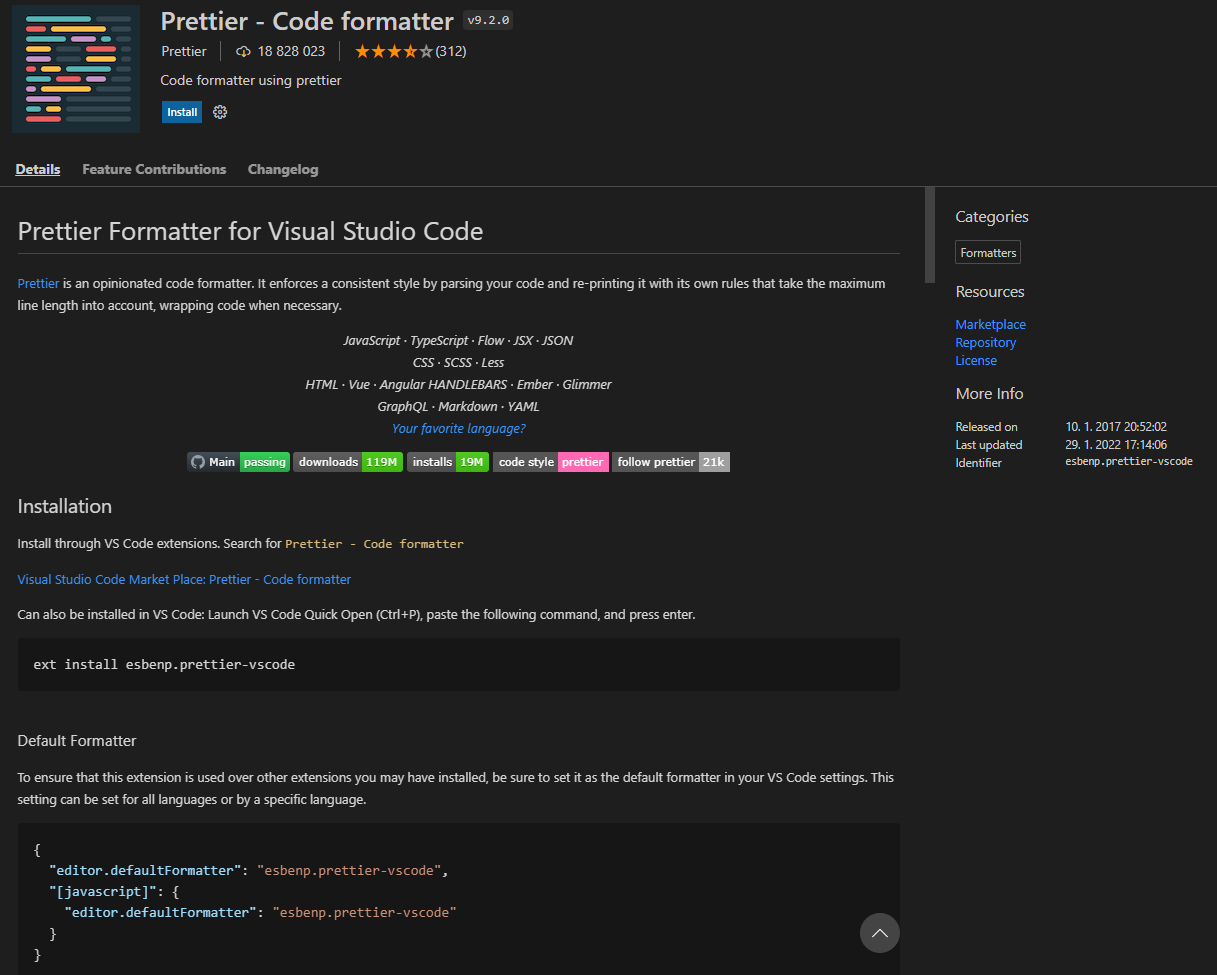 Prettier - Code formatter v9.2.0
Prettier 18 828 023 (312)
Code formatter using prettier
Install
Details Feature Contributions Changelog
Prettier Formatter for Visual Studio Code
Prettier is an opinionated code formatter. It enforces a consistent style by parsing your code and re-printing it with its own rules that take the maximum
line length into account, wrapping code when necessary.
JavaScript · TypeScript · Flow · JSX · JSON
CSS · SCSS · Less
HTML · Vue · Angular HANDLEBARS · Ember · Glimmer
GraphQL · Markdown · YAML
Your favorite language?
Main passing downloads 119M installs 19M code style prettier follow prettier 21k
Installation
Install through VS Code extensions. Search for Prettier - Code formatter
Visual Studio Code Market Place: Prettier - Code formatter
Can also be installed in VS Code: Launch VS Code Quick Open (Ctrl+P), paste the following command, and press enter.
ext install esbenp.prettier-vscode
Default Formatter
To ensure that this extension is used over other extensions you may have installed, be sure to set it as the default formatter in your VS Code settings. This
setting can be set for all languages or by a specific language.
{
"editor.defaultFormatter": "esbenp.prettier-vscode",
"[javascript]": {
"editor.defaultFormatter": "esbenp.prettier-vscode"
}
}
Categories
Formatters
Resources
Marketplace
Repository
License
More Info
Released on 10. 1. 2017 20:52:02
Last updated 29. 1. 2022 17:14:06
Identifier esbenp.prettier-vscode